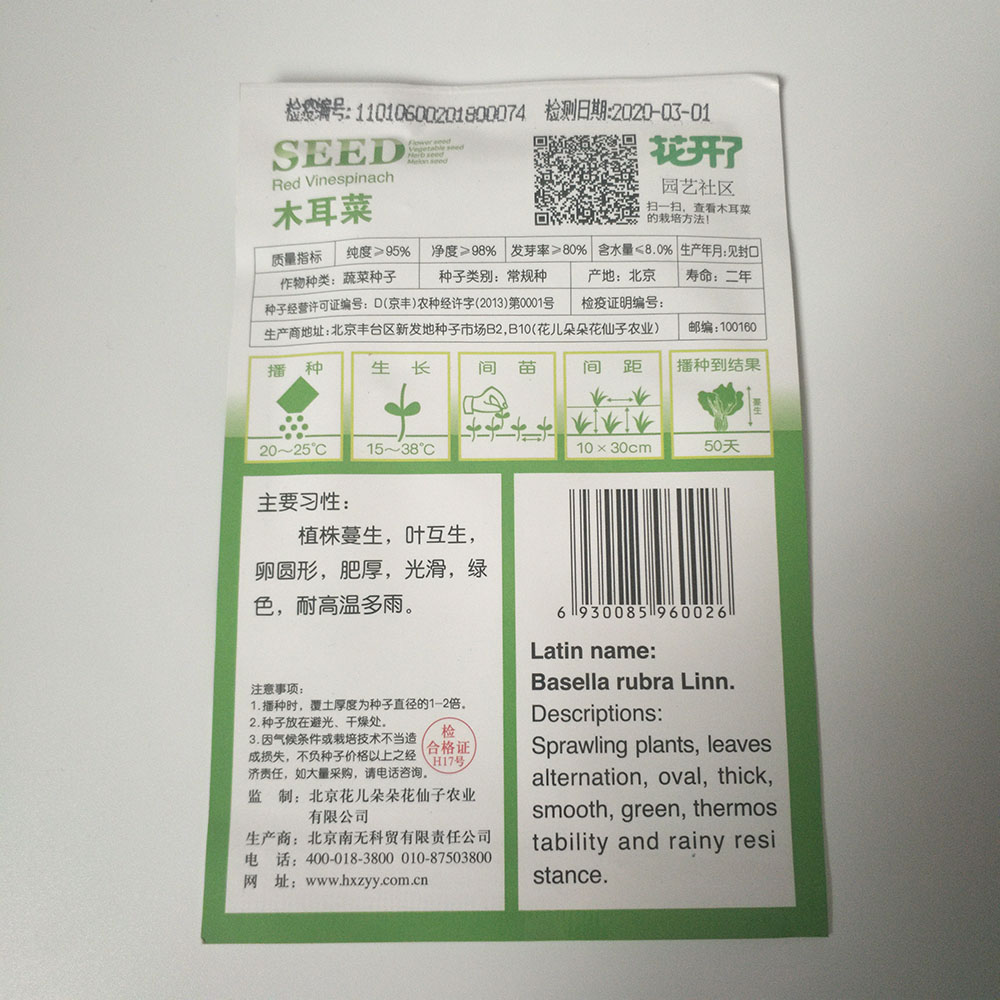 检疫编号:11010600201800074 检测日期:2020-03-01
SEED
Flower seed
Vegetable seed
Herb seed
Melon seed
Red Vinespinach
木耳菜
花开了
园艺社区
扫一扫，查看木耳菜
的栽培方法！
质量指标 纯度≥95% 净度≥98% 发芽率≥80% 含水量≤8.0% 生产年月:见封口
作物种类：蔬菜种子 种子类别：常规种 产地：北京 寿命：二年
种子经营许可证编号：D(京丰)农种经许字(2013)第0001号 检疫证明编号：
生产商地址：北京丰台区新发地种子市场B2,B10(花儿朵朵花仙子农业) 邮编：100160
播种 生长 间苗 间距 播种到结果
蔓生
20～25℃ 15～38℃ 10×30cm 50天
主要习性：
植株蔓生，叶互生，
卵圆形，肥厚，光滑，绿
色，耐高温多雨。
注意事项：
1.播种时，覆土厚度为种子直径的1-2倍。
2.种子放在避光、干燥处。
3.因气候条件或栽培技术不当造
成损失，不负种子价格以上之经
济责任，如大量采购，请电话咨询。
检
合格证
H17号
监 制：北京花儿朵朵花仙子农业
有限公司
生产商：北京南无科贸有限责任公司
电 话：400-018-3800 010-87503800
网 址：www.hxzyy.com.cn
6 930085 960026
Latin name:
Basella rubra Linn.
Descriptions:
Sprawling plants, leaves
alternation, oval, thick,
smooth, green, thermos
tability and rainy resi
stance.